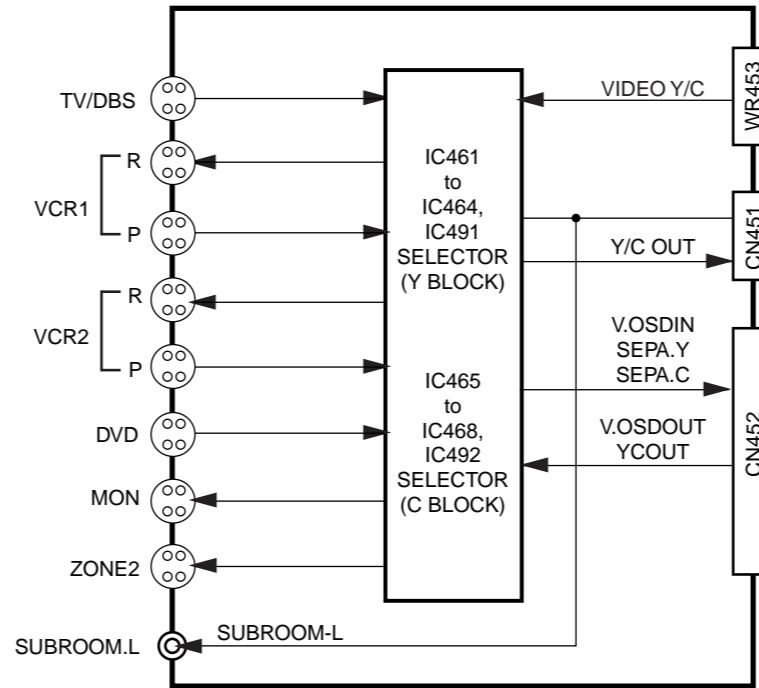 TV/DBS
R
VCR1
P
R
VCR2
P
DVD
MON
ZONE2
SUBROOM.L
SUBROOM-L
IC461
to
IC464,
IC491
SELECTOR
(Y BLOCK)
IC465
to
IC468,
IC492
SELECTOR
(C BLOCK)
VIDEO Y/C
Y/C OUT
V.OSDIN
SEPA.Y
SEPA.C
V.OSDOUT
YCOUT
WR453
CN451
CN452